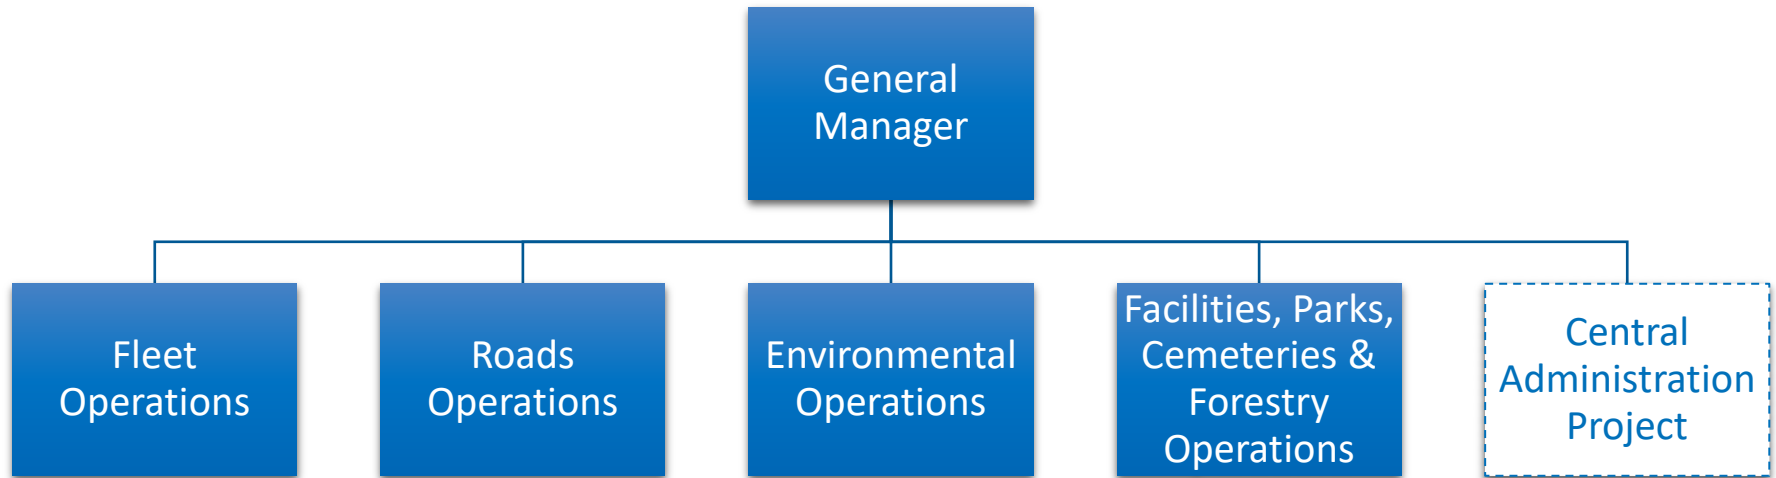 General
Manager
Fleet
Operations
Roads
Operations
Environmental
Operations
Facilities, Parks,
Cemeteries &
Forestry
Operations
Central
Administration
Project